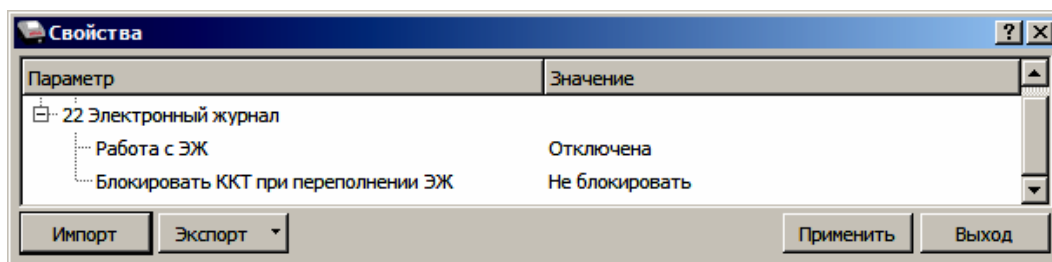 Свойства
Параметр Значение
22 Электронный журнал
Работа с ЭЖ Отключена
Блокировать ККТ при переполнении ЭЖ Не блокировать
Импорт Экспорт Применить Выход